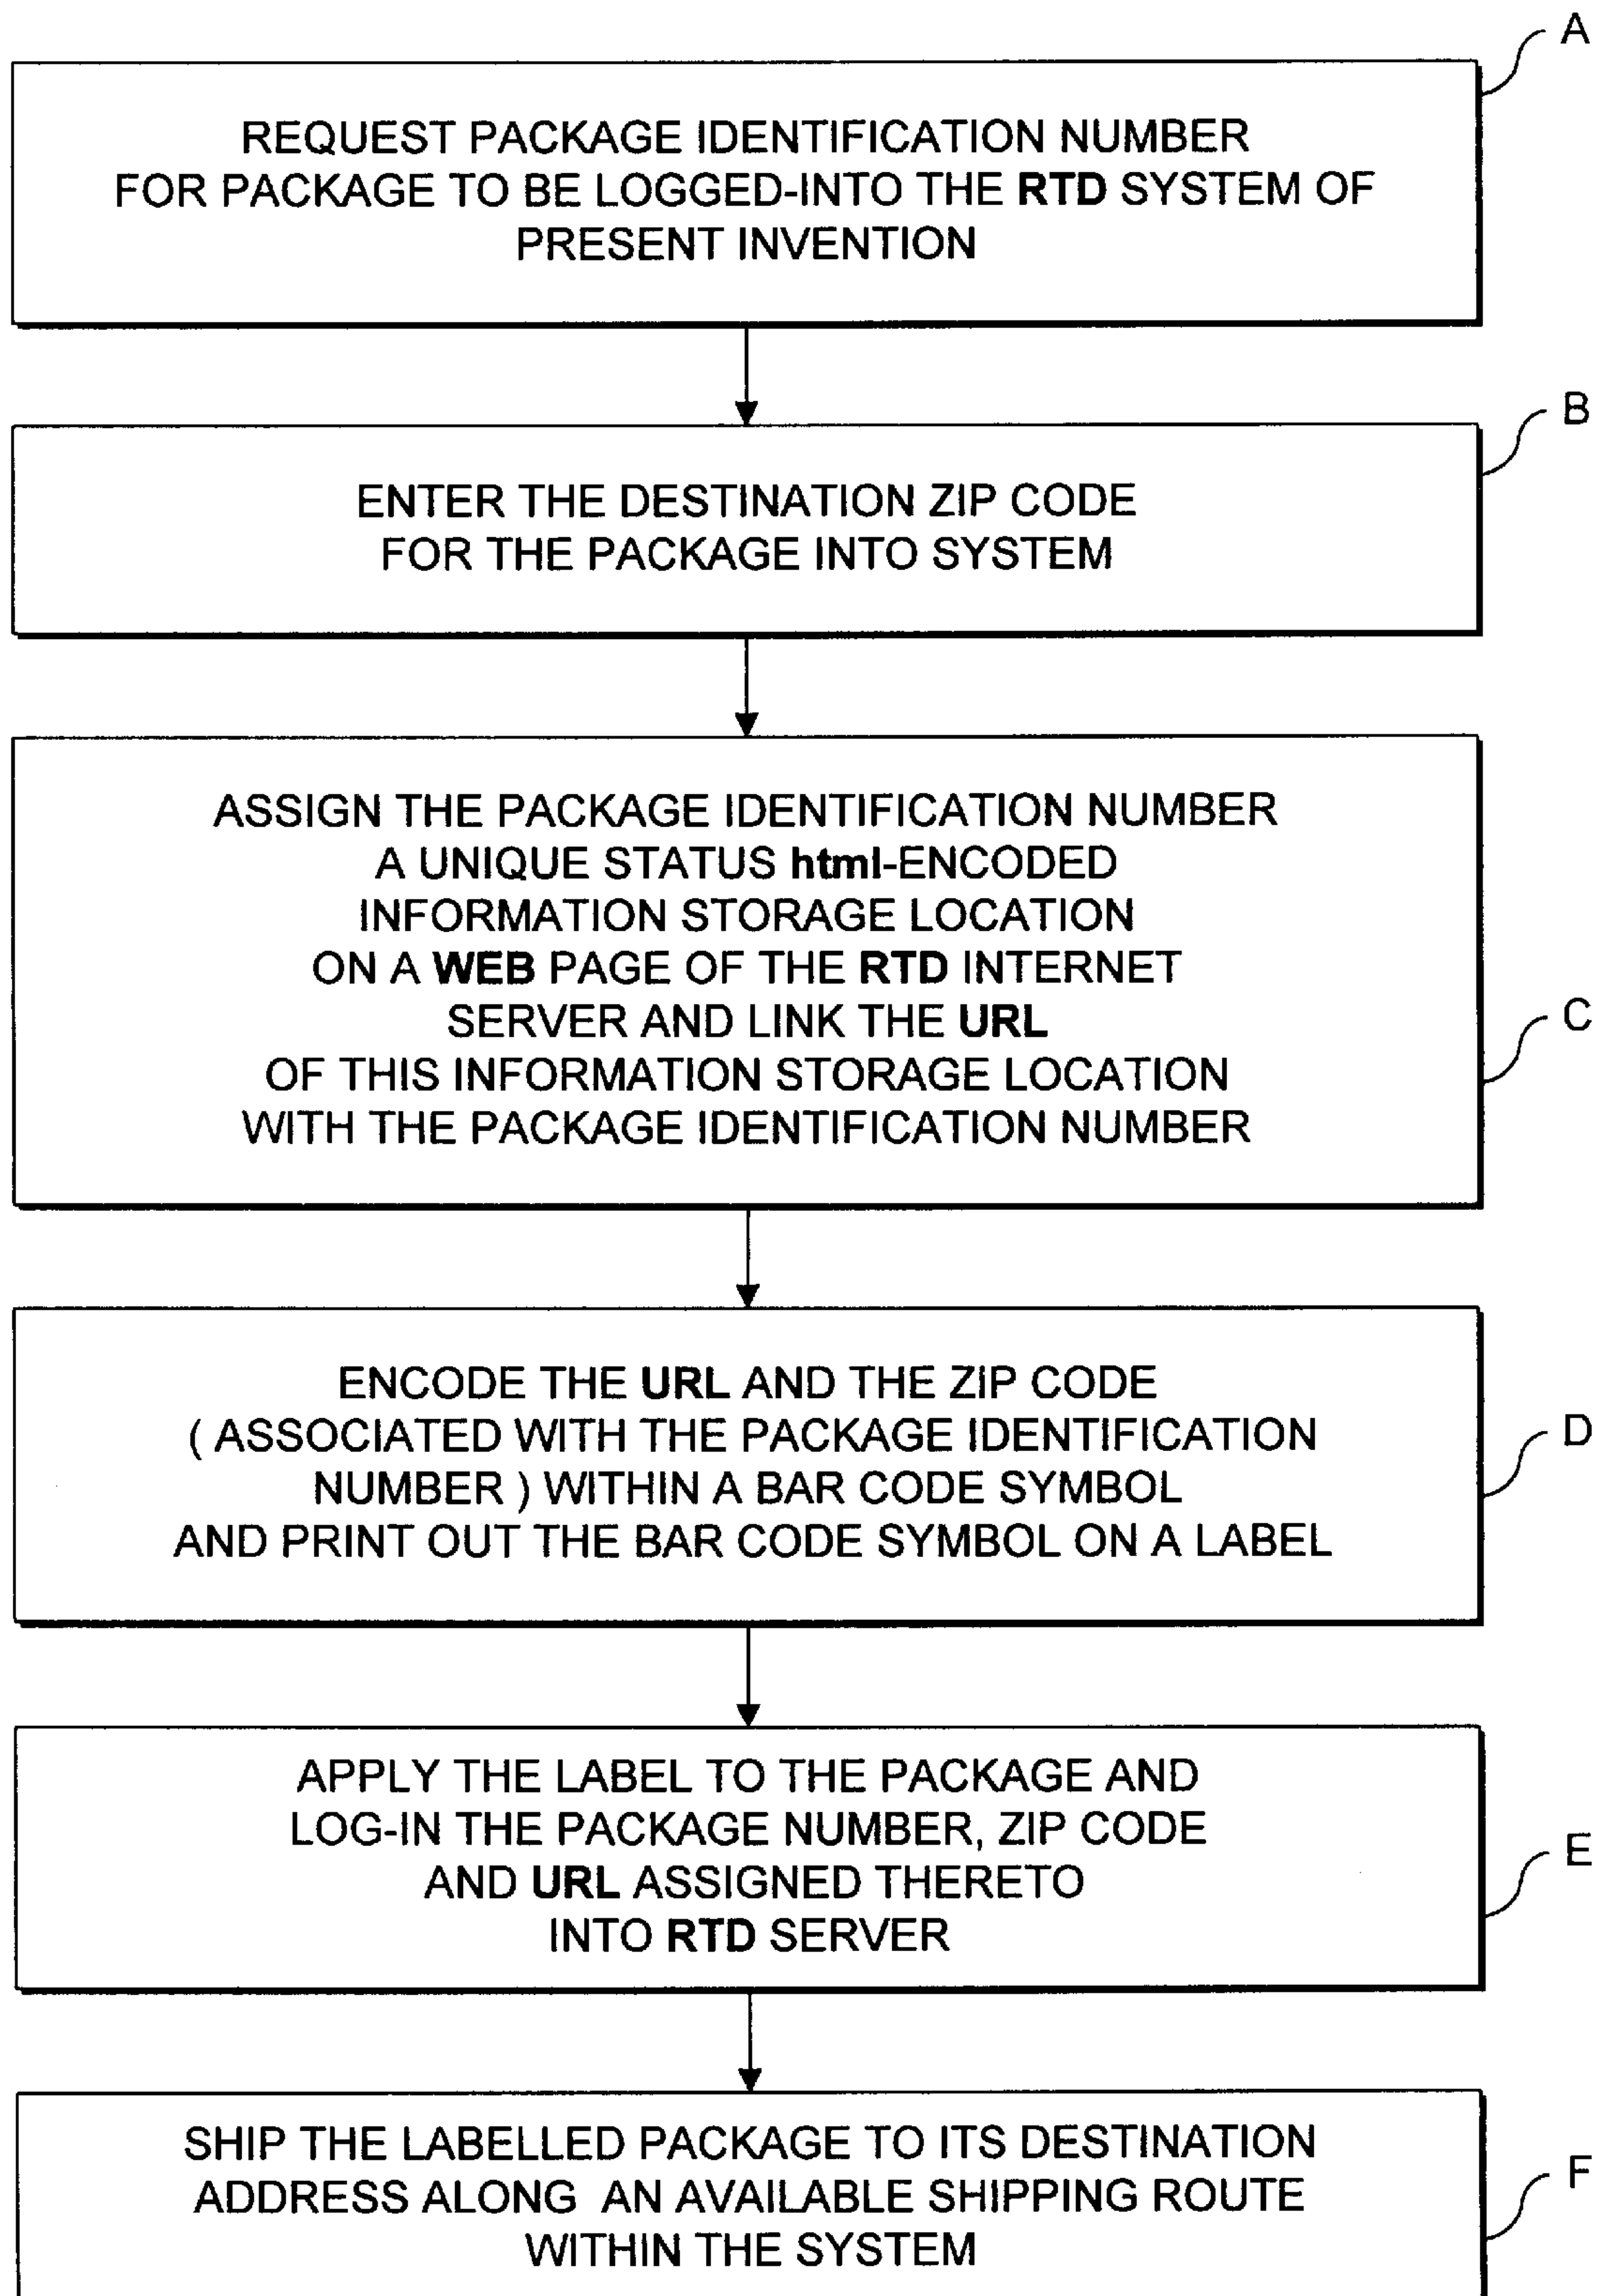 A
REQUEST PACKAGE IDENTIFICATION NUMBER
FOR PACKAGE TO BE LOGGED-INTO THE RTD SYSTEM OF
PRESENT INVENTION
B
ENTER THE DESTINATION ZIP CODE
FOR THE PACKAGE INTO SYSTEM
ASSIGN THE PACKAGE IDENTIFICATION NUMBER
A UNIQUE STATUS html-ENCODED
INFORMATION STORAGE LOCATION
ON A WEB PAGE OF THE RTD INTERNET
SERVER AND LINK THE URL
C
OF THIS INFORMATION STORAGE LOCATION
WITH THE PACKAGE IDENTIFICATION NUMBER
ENCODE THE URL AND THE ZIP CODE
( ASSOCIATED WITH THE PACKAGE IDENTIFICATION
D
NUMBER ) WITHIN A BAR CODE SYMBOL
AND PRINT OUT THE BAR CODE SYMBOL ON A LABEL
APPLY THE LABEL TO THE PACKAGE AND
LOG-IN THE PACKAGE NUMBER, ZIP CODE
E
AND URL ASSIGNED THERETO
INTO RTD SERVER
SHIP THE LABELLED PACKAGE TO ITS DESTINATION
F
ADDRESS ALONG AN AVAILABLE SHIPPING ROUTE
WITHIN THE SYSTEM